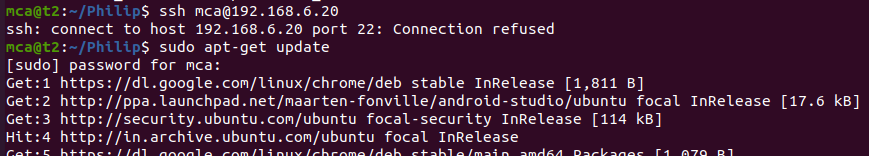 mca@t2:~/Philip$ ssh mca@192.168.6.20
ssh: connect to host 192.168.6.20 port 22: Connection refused
mca@t2:~/Philip$ sudo apt-get update
[sudo] password for mca:
Get:1 https://dl.google.com/linux/chrome/deb stable InRelease [1,811 B]
Get:2 http://ppa.launchpad.net/maarten-fonville/android-studio/ubuntu focal InRelease [17.6 kB]
Get:3 http://security.ubuntu.com/ubuntu focal-security InRelease [114 kB]
Hit:4 http://in.archive.ubuntu.com/ubuntu focal InRelease
Get:5 https://dl.google.com/linux/chrome/deb stable/main amd64 Packages [1,079 B]